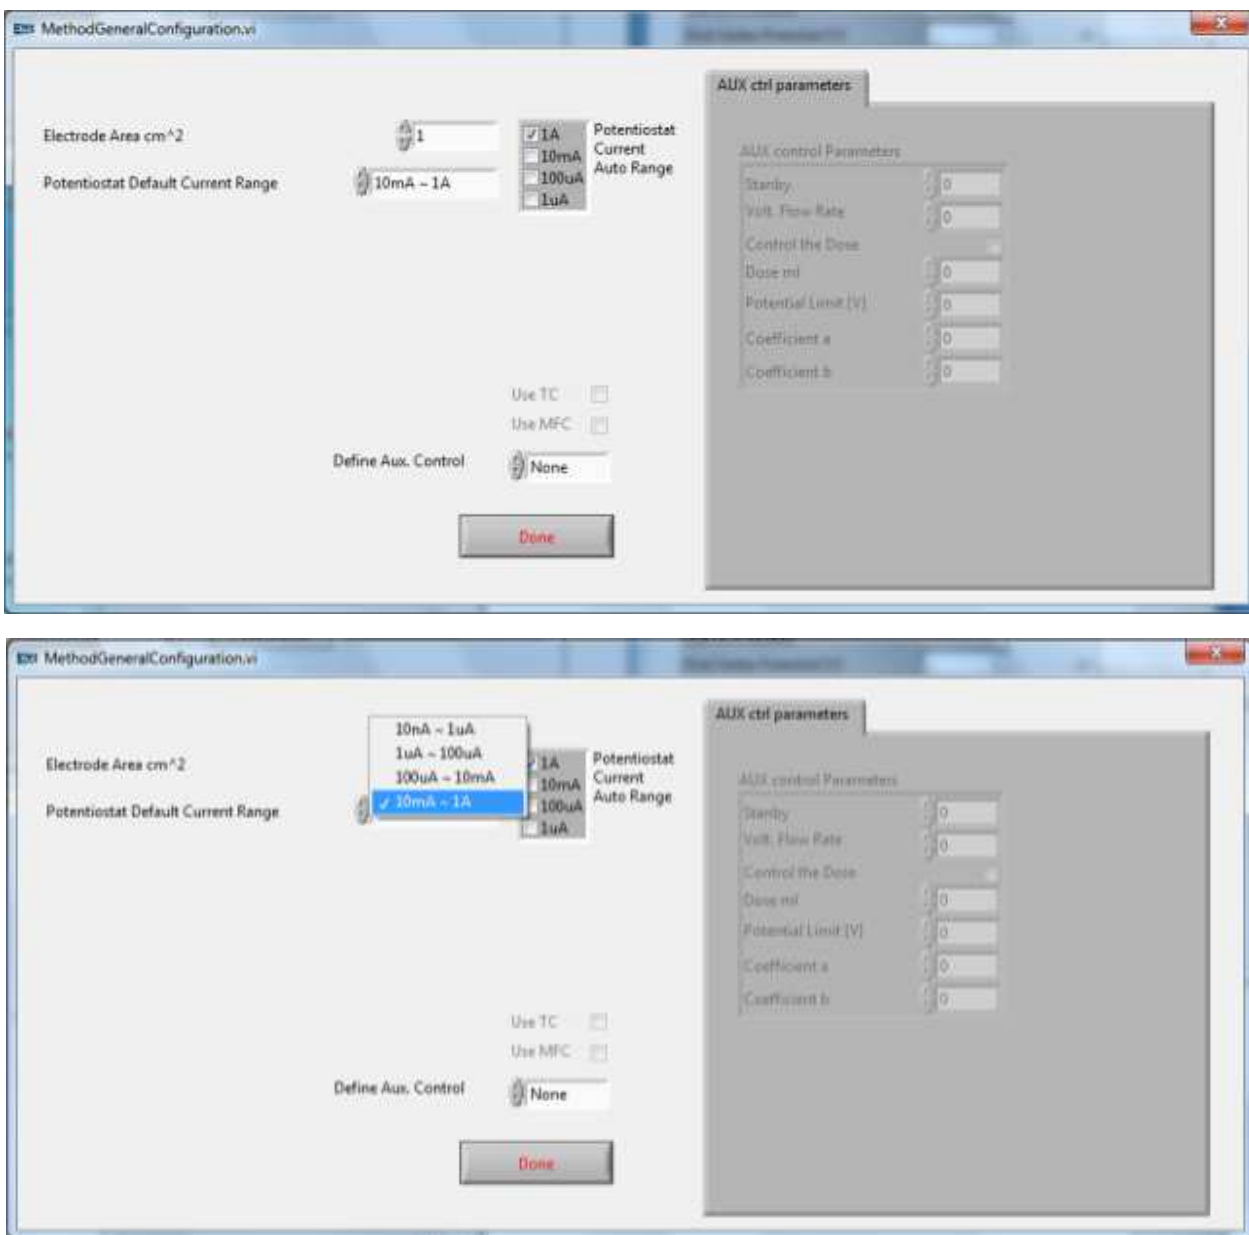 MethodGeneralConfiguration.vi
AUX ctrl parameters
Electrode Area cm^2
1
1A
10mA
100uA
1uA
Potentiostat
Current
Auto Range
Potentiostat Default Current Range
10mA ~ 1A
AUX control Parameters
Stanby
0
Volt. Flow Rate
0
Control the Dose
Dose ml
0
Potential Limit [V]
0
Coefficient a
0
Coefficient b
0
Use TC
Use MFC
Define Aux. Control
None
Done
MethodGeneralConfiguration.vi
AUX ctrl parameters
10nA ~ 1uA
1uA ~ 100uA
100uA ~ 10mA
10mA ~ 1A
Electrode Area cm^2
1A
10mA
100uA
1uA
Potentiostat
Current
Auto Range
Potentiostat Default Current Range
AUX control Parameters
Stanby
0
Volt. Flow Rate
0
Control the Dose
Dose ml
0
Potential Limit [V]
0
Coefficient a
0
Coefficient b
0
Use TC
Use MFC
Define Aux. Control
None
Done